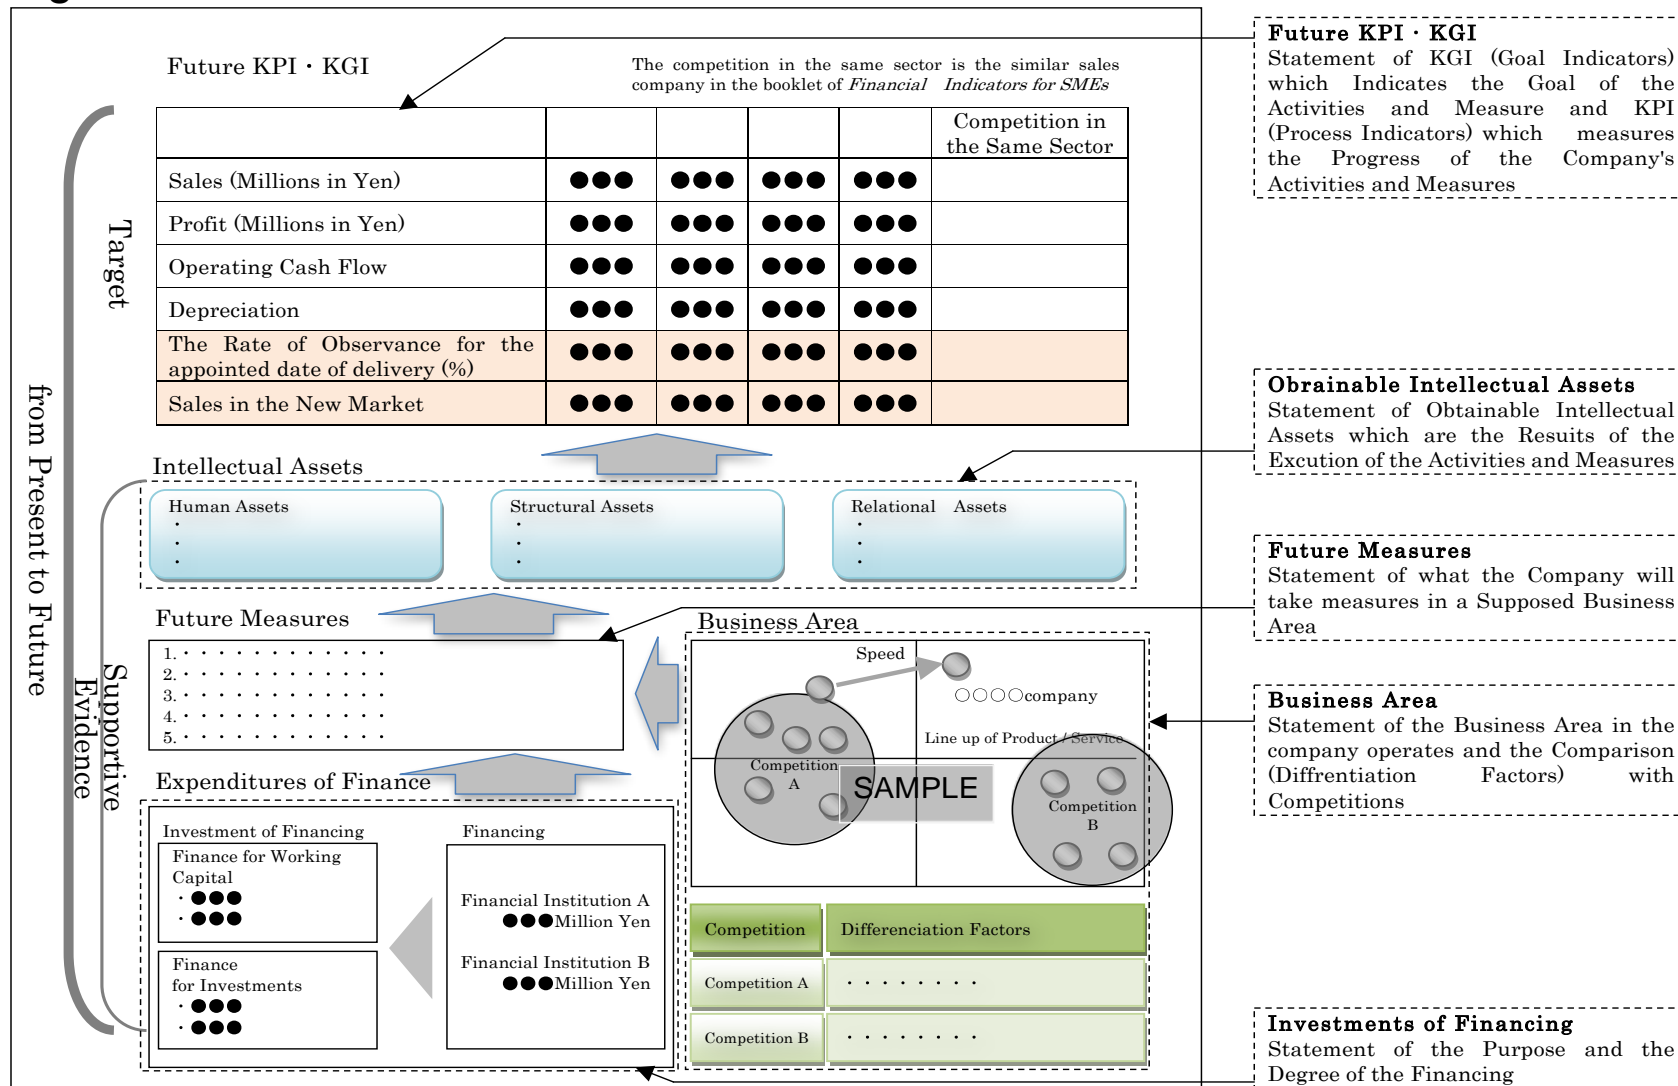 Future KPI・KGI
The competition in the same sector is the similar sales
company in the booklet of Financial Indicators for SMEs
Competition in
the Same Sector
Sales (Millions in Yen) ●●● ●●● ●●● ●●●
Profit (Millions in Yen) ●●● ●●● ●●● ●●●
Operating Cash Flow ●●● ●●● ●●● ●●●
Depreciation ●●● ●●● ●●● ●●●
The Rate of Observance for the
appointed date of delivery (%) ●●● ●●● ●●● ●●●
Sales in the New Market ●●● ●●● ●●● ●●●
Target
from Present to Future
Supportive
Evidence
Intellectual Assets
Human Assets
・
・
・
Structural Assets
・
・
・
Relational Assets
・
・
・
Future Measures
1.・・・・・・・・・・・・
2.・・・・・・・・・・・・
3.・・・・・・・・・・・・
4.・・・・・・・・・・・・
5.・・・・・・・・・・・・
Business Area
Speed
○○○○company
Line up of Product / Service
Competition
A
SAMPLE
Competition
B
Expenditures of Finance
Investment of Financing
Finance for Working
Capital
・●●●
・●●●
Finance
for Investments
・●●●
・●●●
Financing
Financial Institution A
●●●Million Yen
Financial Institution B
●●●Million Yen
Competition Differenciation Factors
Competition A ・・・・・・・・
Competition B ・・・・・・・・
Future KPI・KGI
Statement of KGI (Goal Indicators)
which Indicates the Goal of the
Activities and Measure and KPI
(Process Indicators) which measures
the Progress of the Company's
Activities and Measures
Obrainable Intellectual Assets
Statement of Obtainable Intellectual
Assets which are the Resuits of the
Excution of the Activities and Measures
Future Measures
Statement of what the Company will
take measures in a Supposed Business
Area
Business Area
Statement of the Business Area in the
company operates and the Comparison
(Diffrentiation Factors) with
Competitions
Investments of Financing
Statement of the Purpose and the
Degree of the Financing